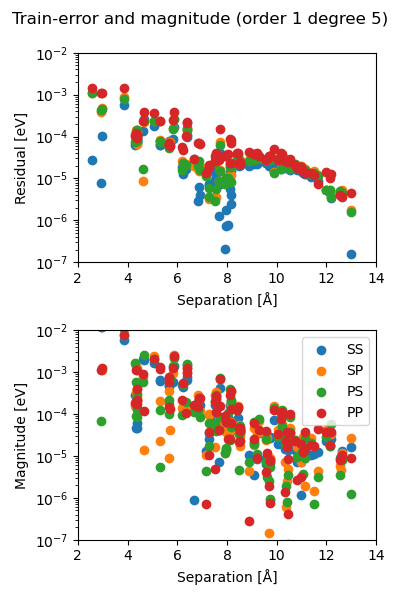 Train-error and magnitude (order 1 degree 5)
10⁻²
10⁻³
10⁻⁴
10⁻⁵
10⁻⁶
10⁻⁷
Residual [eV]
2 4 6 8 10 12 14
Separation [Å]
10⁻²
10⁻³
10⁻⁴
10⁻⁵
10⁻⁶
10⁻⁷
Magnitude [eV]
SS
SP
PS
PP
2 4 6 8 10 12 14
Separation [Å]